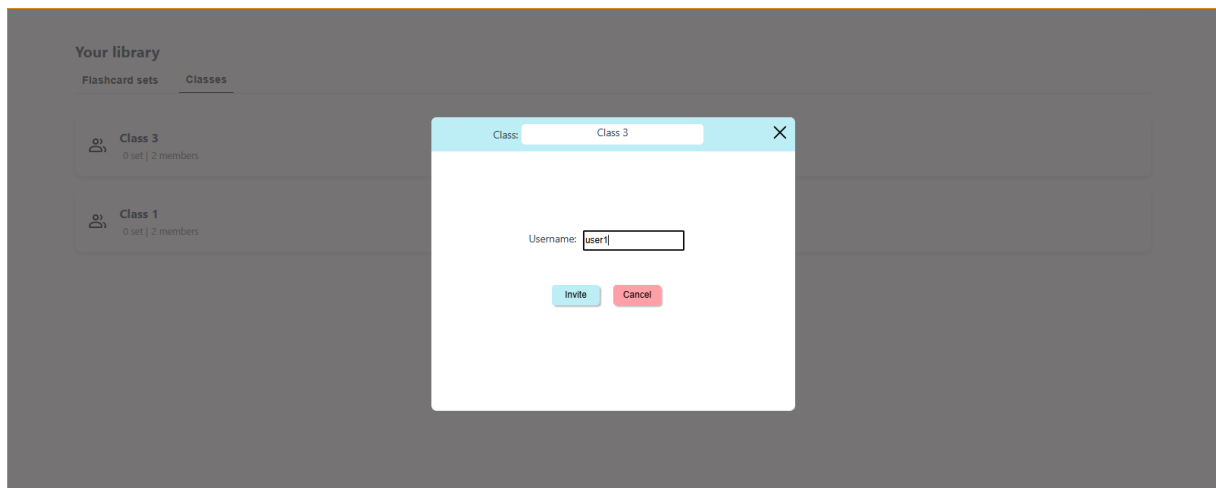 Your library
Flashcard sets Classes
Class 3
0 set | 2 members
Class 1
0 set | 2 members
Class: Class 3
Username: user1
Invite Cancel